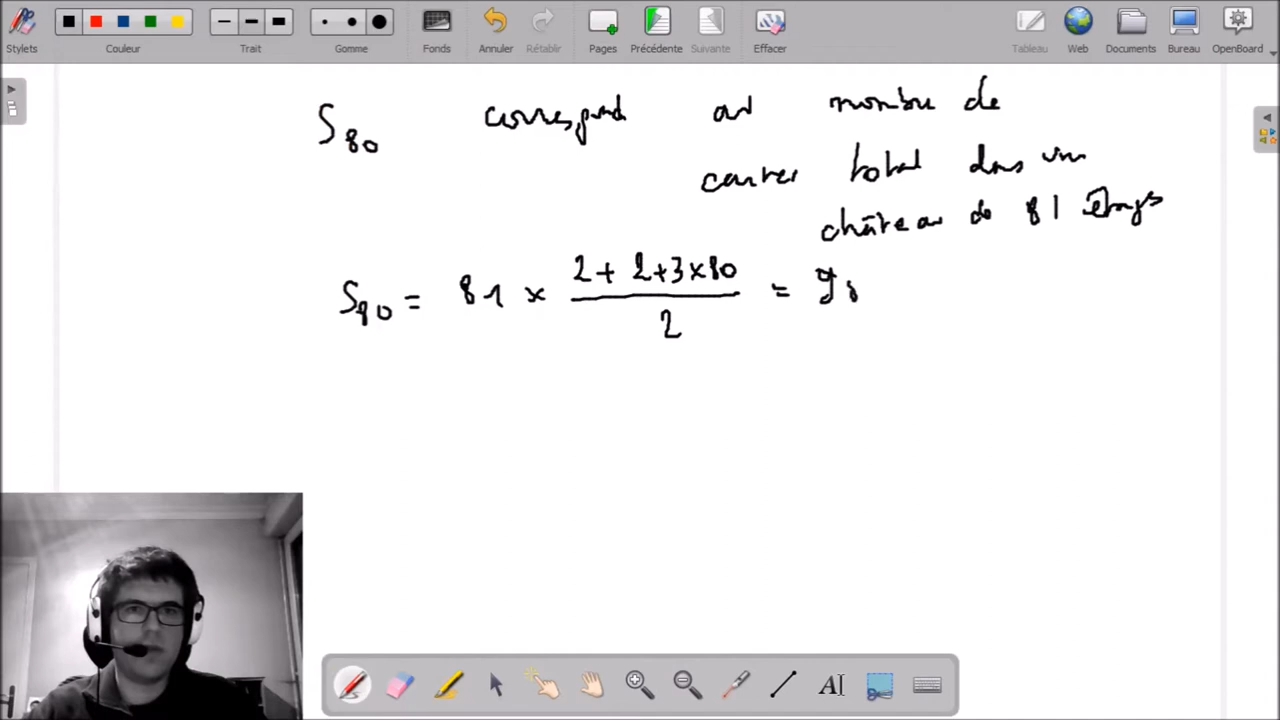 Stylets Couleur Trait Gomme Fonds Annuler Rétablir Pages Précédente Suivante Effacer Tableau Web Documents Bureau OpenBoard
S80 correspond au nombre de
cartes total dans un
château de 81 étages
S80 = 81 × (2 + 2+3×80)/2 = 98